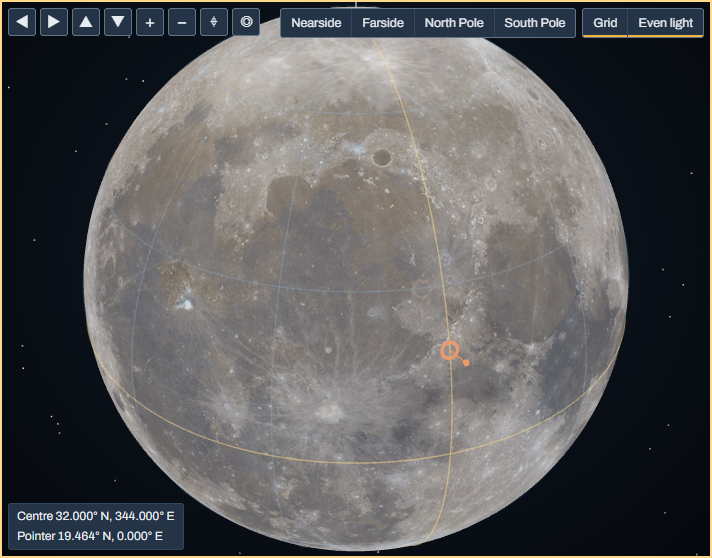 Nearside Farside North Pole South Pole Grid Even light
Centre 32.000° N, 344.000° E
Pointer 19.464° N, 0.000° E